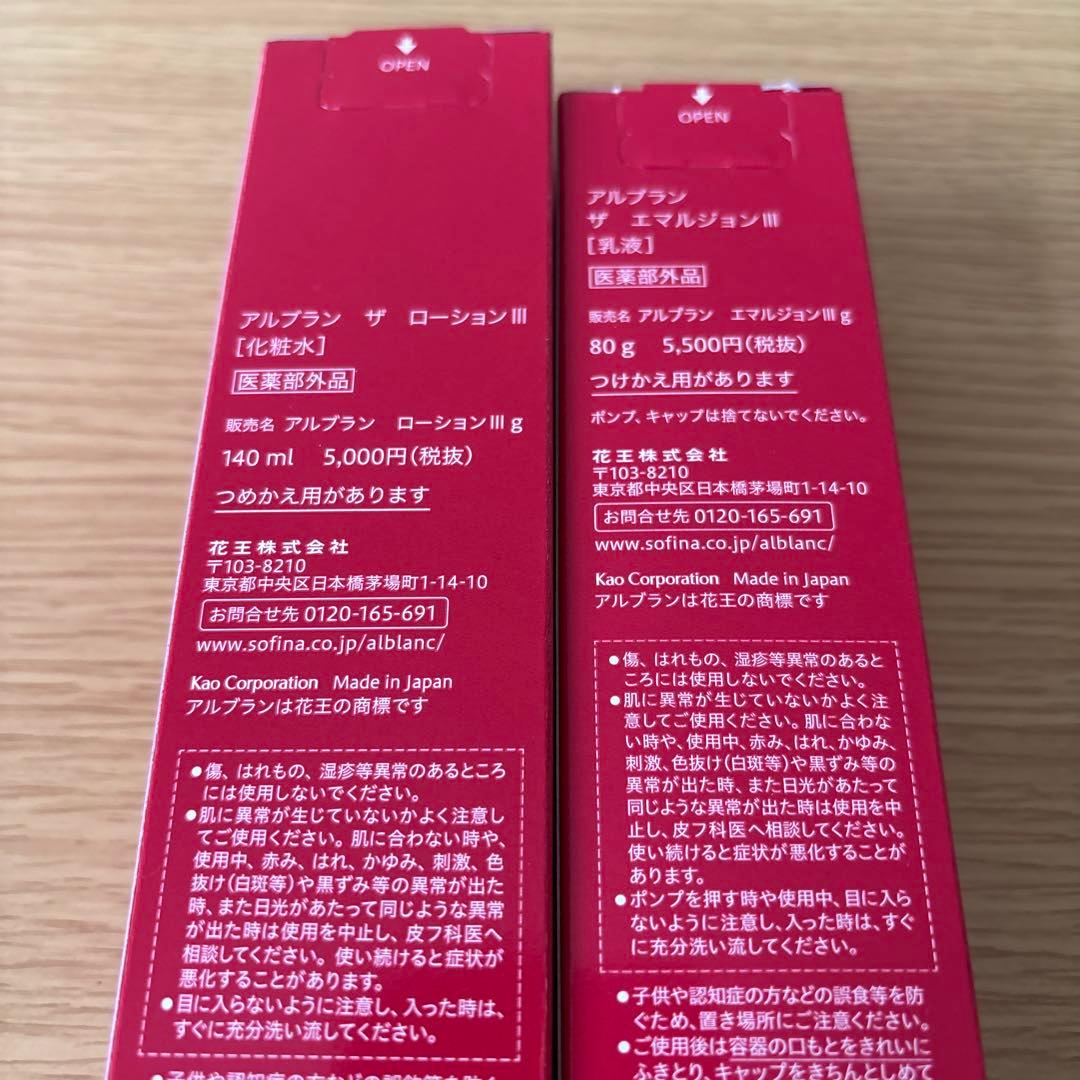 OPEN
アルブラン ザ ローションⅢ
[化粧水]
医薬部外品
販売名 アルブラン ローションⅢ g
140 ml 5,000円(税抜)
つめかえ用があります
花王株式会社
〒103-8210
東京都中央区日本橋茅場町1-14-10
お問合せ先 0120-165-691
www.sofina.co.jp/alblanc/
Kao Corporation Made in Japan
アルブランは花王の商標です
●傷、はれもの、湿疹等異常のあるところ
には使用しないでください。
●肌に異常が生じていないかよく注意し
てご使用ください。肌に合わない時や、
使用中、赤み、はれ、かゆみ、刺激、色
抜け(白斑等)や黒ずみ等の異常が出た
時、また日光があたって同じような異常
が出た時は使用を中止し、皮フ科医へ
相談してください。使い続けると症状が
悪化することがあります。
●目に入らないように注意し、入った時は、
すぐに充分洗い流してください。
OPEN
アルブラン
ザ エマルジョンⅢ
[乳液]
医薬部外品
販売名 アルブラン エマルジョンⅢ g
80 g 5,500円(税抜)
つけかえ用があります
ポンプ、キャップは捨てないでください。
花王株式会社
〒103-8210
東京都中央区日本橋茅場町1-14-10
お問合せ先 0120-165-691
www.sofina.co.jp/alblanc/
Kao Corporation Made in Japan
アルブランは花王の商標です
●傷、はれもの、湿疹等異常のあると
ころには使用しないでください。
●肌に異常が生じていないかよく注
意してご使用ください。肌に合わな
い時や、使用中、赤み、はれ、かゆみ、
刺激、色抜け(白斑等)や黒ずみ等の
異常が出た時、また日光があたって
同じような異常が出た時は使用を中
止し、皮フ科医へ相談してください。
使い続けると症状が悪化することが
あります。
●ポンプを押す時や使用中、目に入ら
ないように注意し、入った時は、すぐ
に充分洗い流してください。
●子供や認知症の方などの誤食等を防
ぐため、置き場所にご注意ください。
●ご使用後は容器の口もとをきれいに
ふきとり、キャップをきちんとしめて